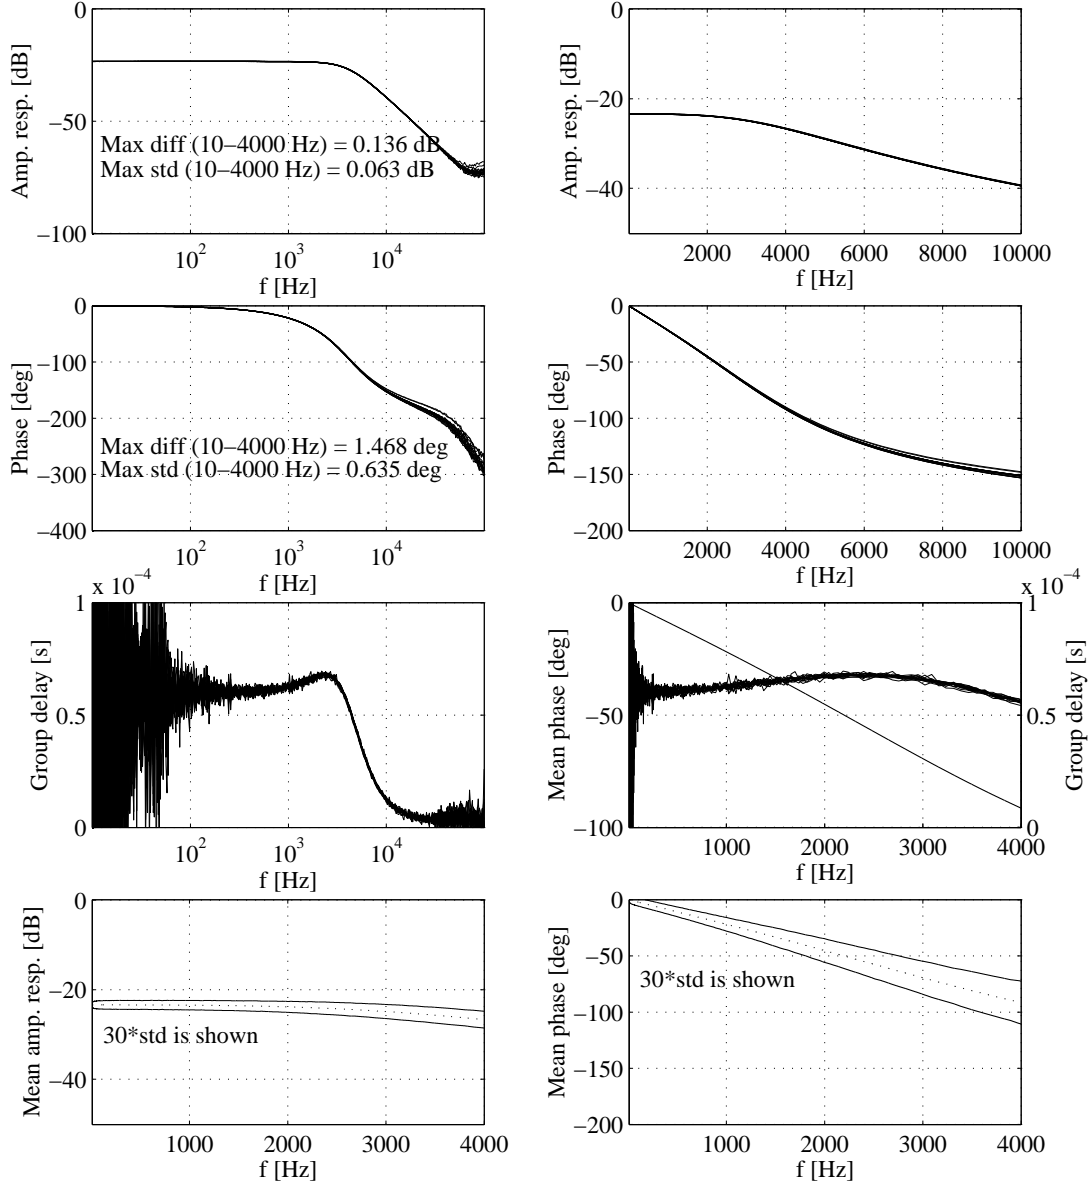 0
−50
−100
Amp. resp. [dB]
Max diff (10−4000 Hz) = 0.136 dB
Max std (10−4000 Hz) = 0.063 dB
10^2 10^3 10^4
f [Hz]
0
−20
−40
Amp. resp. [dB]
2000 4000 6000 8000 10000
f [Hz]
0
−100
−200
−300
−400
Phase [deg]
Max diff (10−4000 Hz) = 1.468 deg
Max std (10−4000 Hz) = 0.635 deg
10^2 10^3 10^4
f [Hz]
0
−50
−100
−150
−200
Phase [deg]
2000 4000 6000 8000 10000
f [Hz]
x 10^−4
1
0.5
0
Group delay [s]
10^2 10^3 10^4
f [Hz]
0
−50
−100
Mean phase [deg]
x 10^−4
1
0.5
0
Group delay [s]
1000 2000 3000 4000
f [Hz]
0
−20
−40
Mean amp. resp. [dB]
30*std is shown
0 1000 2000 3000 4000
f [Hz]
0
−50
−100
−150
−200
Mean phase [deg]
30*std is shown
1000 2000 3000 4000
f [Hz]